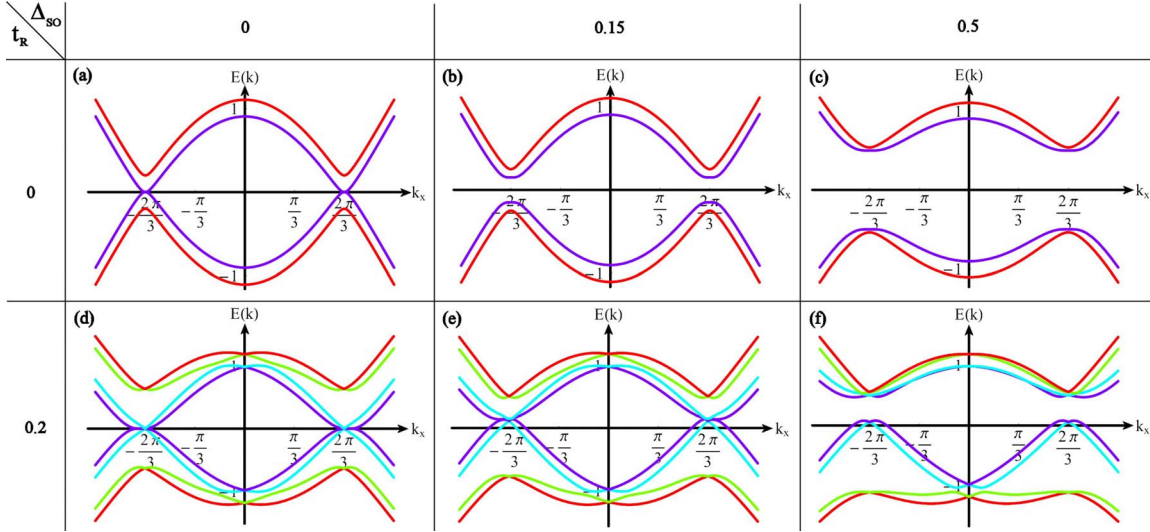 Δ_SO
t_R
0
0.15
0.5
0
(a)
E(k)
1
k_x
-2π/3
-π/3
π/3
2π/3
-1
(b)
E(k)
1
k_x
-2π/3
-π/3
π/3
2π/3
-1
(c)
E(k)
1
k_x
-2π/3
-π/3
π/3
2π/3
-1
0.2
(d)
E(k)
1
k_x
-2π/3
-π/3
π/3
2π/3
-1
(e)
E(k)
1
k_x
-2π/3
-π/3
π/3
2π/3
-1
(f)
E(k)
1
k_x
-2π/3
-π/3
π/3
2π/3
-1